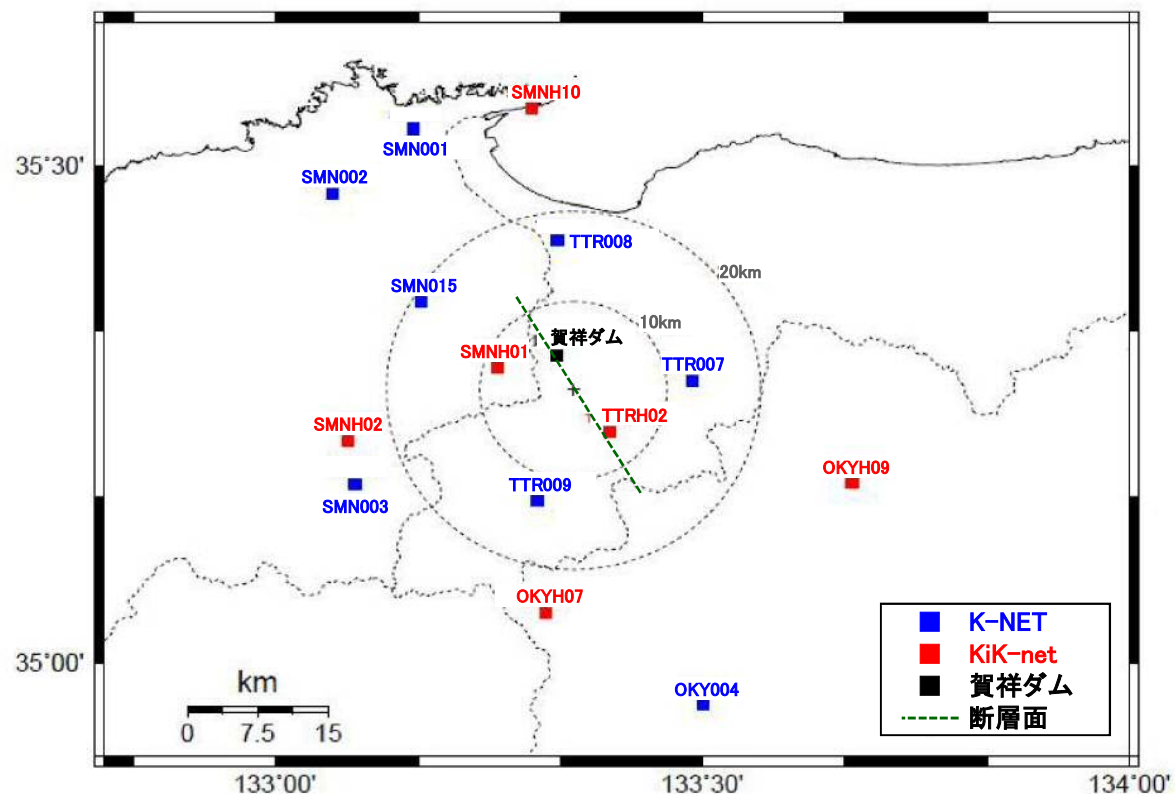 SMNH10
SMN001
35°30'
SMN002
TTR008
20km
SMN015
10km
賀祥ダム
SMNH01
TTR007
TTRH02
SMNH02
OKYH09
TTR009
SMN003
OKYH07
K-NET
KiK-net
35°00'
km
OKY004
賀祥ダム
0 7.5 15
断層面
133°00' 133°30' 134°00'